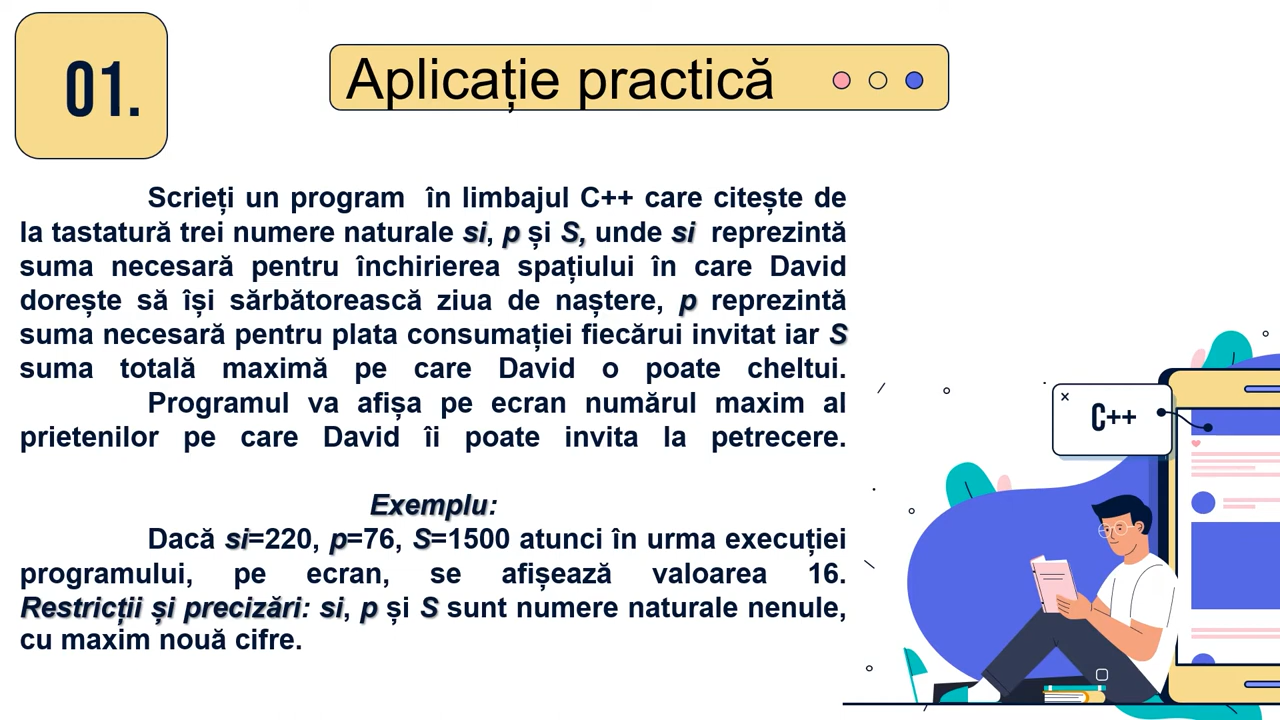 01.
Aplicație practică
Scrieți un program în limbajul C++ care citește de
la tastatură trei numere naturale si, p și S, unde si reprezintă
suma necesară pentru închirierea spațiului în care David
dorește să își sărbătorească ziua de naștere, p reprezintă
suma necesară pentru plata consumației fiecărui invitat iar S
suma totală maximă pe care David o poate cheltui.
Programul va afișa pe ecran numărul maxim al
prietenilor pe care David îi poate invita la petrecere.
Exemplu:
Dacă si=220, p=76, S=1500 atunci în urma execuției
programului, pe ecran, se afișează valoarea 16.
Restricții și precizări: si, p și S sunt numere naturale nenule,
cu maxim nouă cifre.
C++